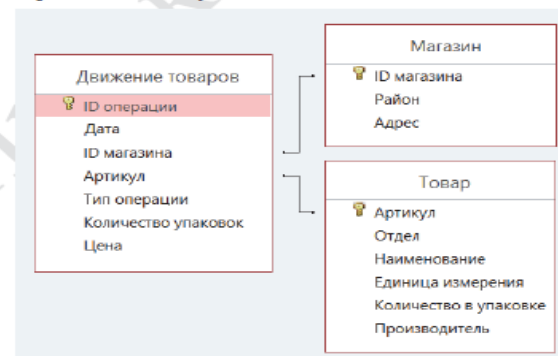 Движение товаров
ID операции
Дата
ID магазина
Артикул
Тип операции
Количество упаковок
Цена
Магазин
ID магазина
Район
Адрес
Товар
Артикул
Отдел
Наименование
Единица измерения
Количество в упаковке
Производитель